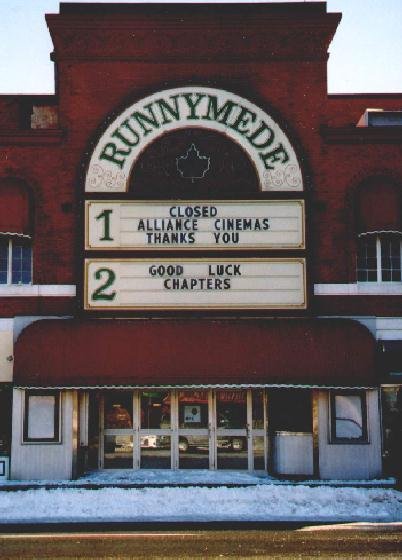 RUNNYMEDE
1 CLOSED
ALLIANCE CINEMAS
THANKS YOU
2 GOOD LUCK
CHAPTERS